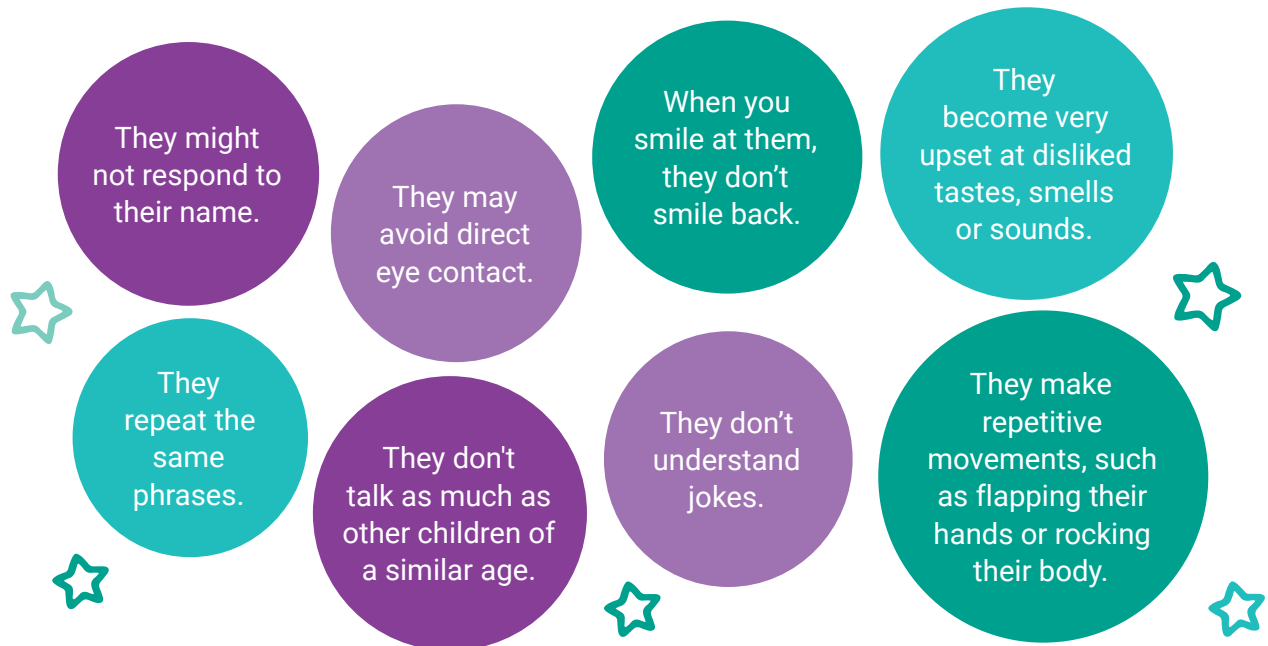 They might
not respond to
their name.
They may
avoid direct
eye contact.
When you
smile at them,
they don’t
smile back.
They
become very
upset at disliked
tastes, smells
or sounds.
They
repeat the
same
phrases.
They don't
talk as much as
other children of
a similar age.
They don’t
understand
jokes.
They make
repetitive
movements, such
as flapping their
hands or rocking
their body.